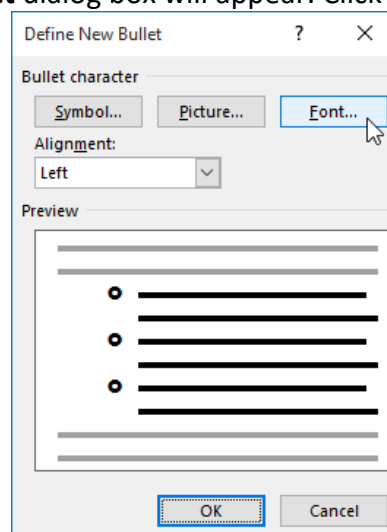 t dialog box will appear. Click
Define New Bullet ?
Bullet character
Symbol... Picture... Font...
Alignment:
Left
Preview
OK Cancel